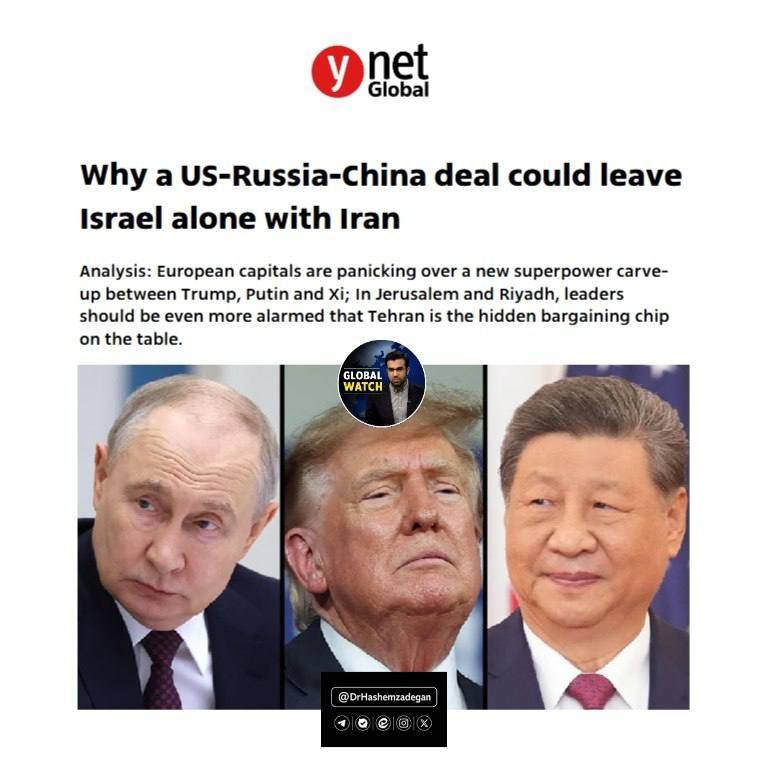 ynet
Global
Why a US-Russia-China deal could leave
Israel alone with Iran
Analysis: European capitals are panicking over a new superpower carve-
up between Trump, Putin and Xi; In Jerusalem and Riyadh, leaders
should be even more alarmed that Tehran is the hidden bargaining chip
on the table.
GLOBAL
WATCH
@DrHashemzadegan